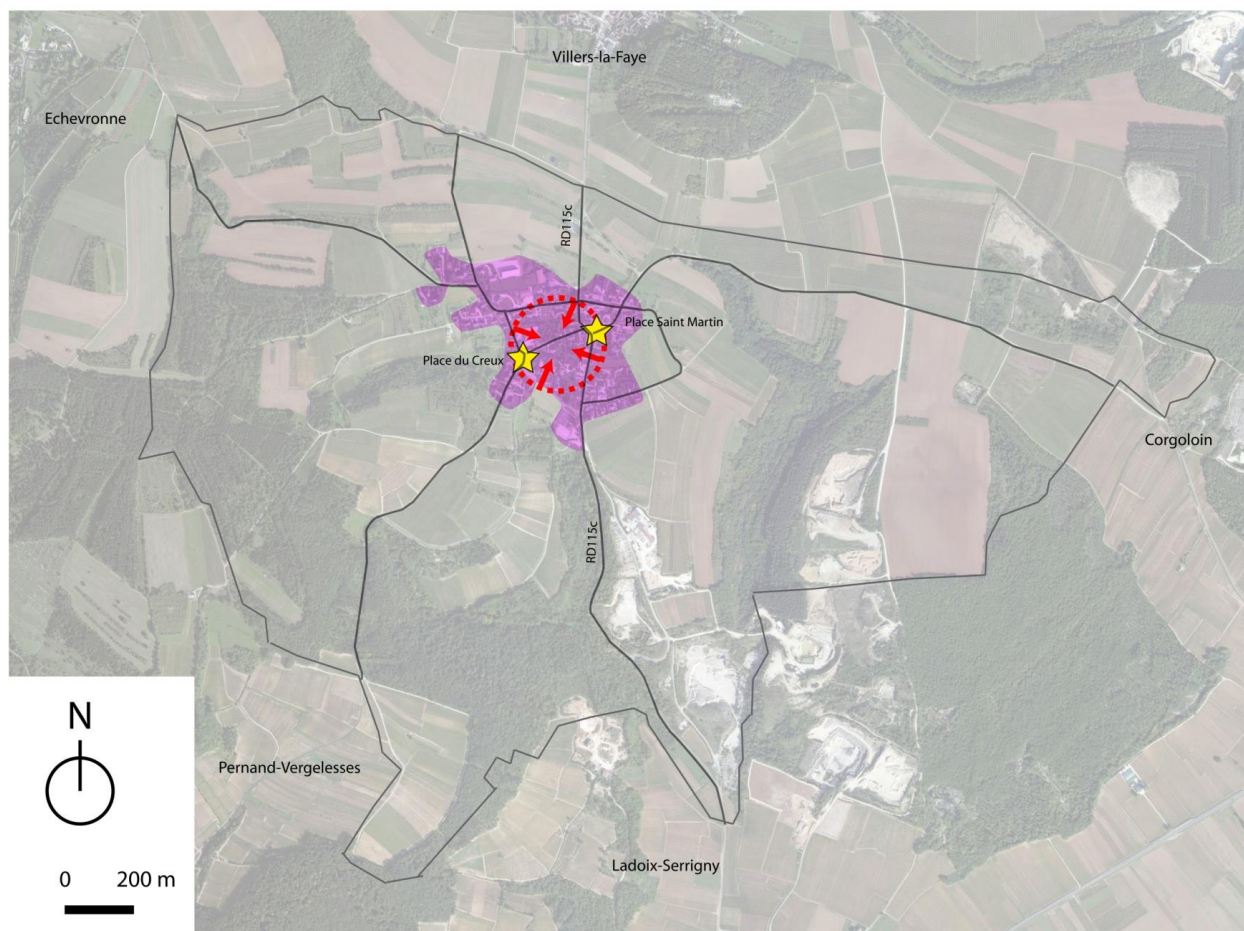 Villers-la-Faye
Echevronne
RD115c
Place Saint Martin
Place du Creux
Corgoloin
RD115c
N
Pernand-Vergelesses
0 200 m
Ladoix-Serrigny